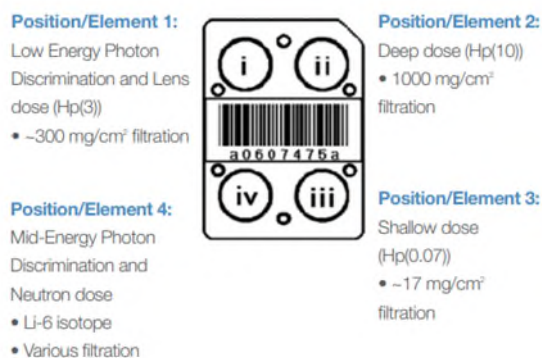 Position/Element 1:
Low Energy Photon
Discrimination and Lens
dose (Hp(3))
• ~300 mg/cm² filtration
Position/Element 2:
Deep dose (Hp(10))
• 1000 mg/cm²
filtration
i
ii
a0607475a
iv
iii
Position/Element 4:
Mid-Energy Photon
Discrimination and
Neutron dose
• Li-6 isotope
• Various filtration
Position/Element 3:
Shallow dose
(Hp(0.07))
• ~17 mg/cm²
filtration